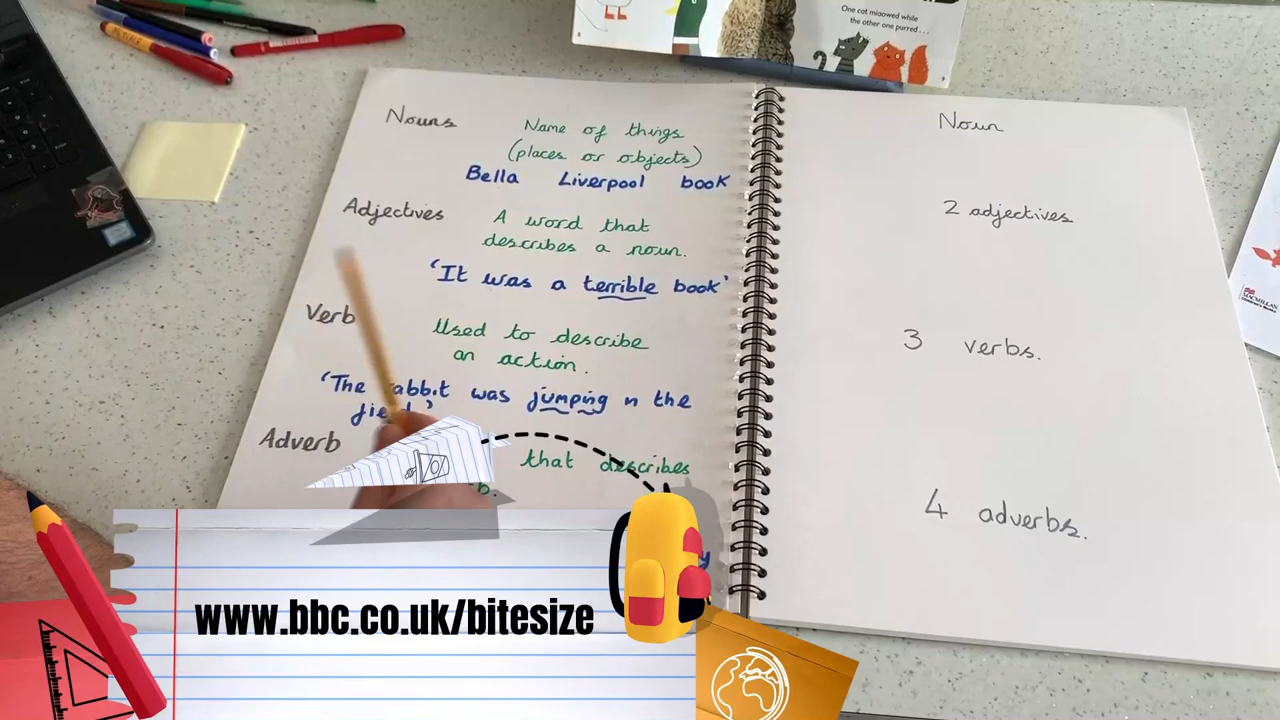 One cat miaowed while
the other one purred...
Nouns
Name of things
(places or objects)
Bella Liverpool book
Adjectives
A word that
describes a noun.
'It was a terrible book'
Verb
Used to describe
an action.
'The rabbit was jumping n the
Adverb
that describes
Noun
2 adjectives
3 verbs.
4 adverbs.
MACMILLAN
www.bbc.co.uk/bitesize